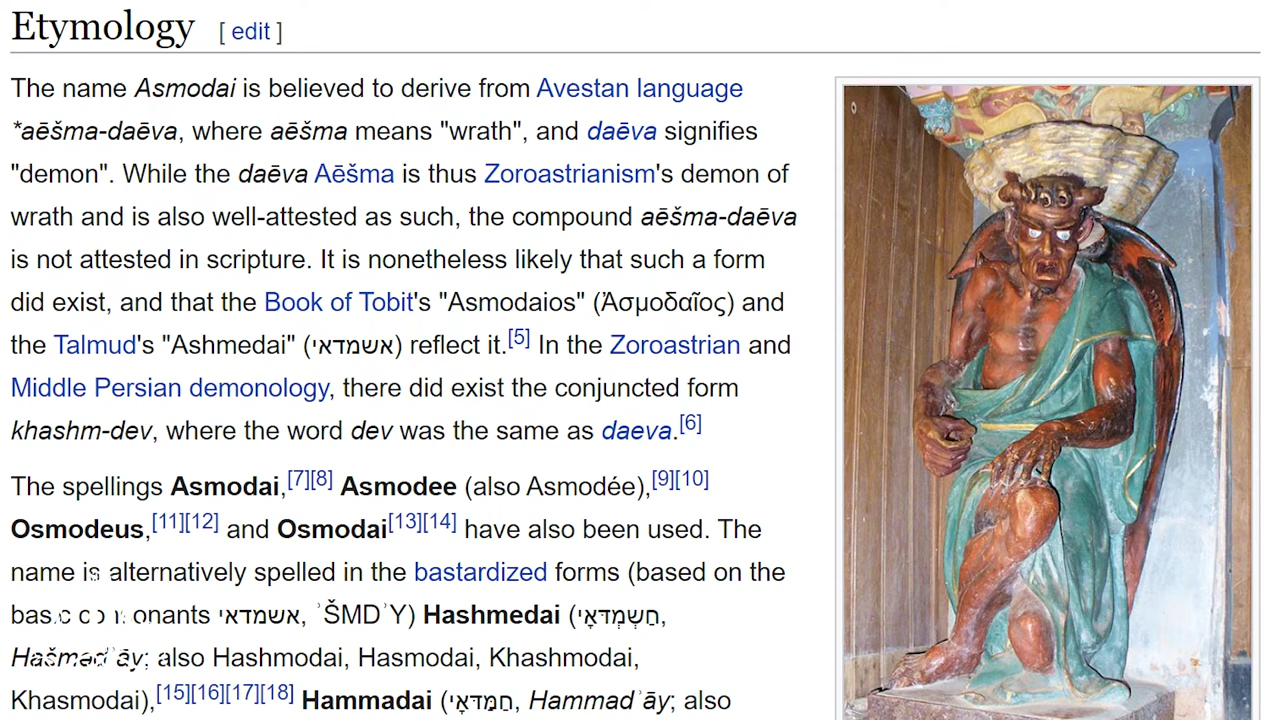 Etymology [ edit ]
The name Asmodai is believed to derive from Avestan language
*aēšma-daēva, where aēšma means "wrath", and daēva signifies
"demon". While the daēva Aēšma is thus Zoroastrianism's demon of
wrath and is also well-attested as such, the compound aēšma-daēva
is not attested in scripture. It is nonetheless likely that such a form
did exist, and that the Book of Tobit's "Asmodaios" (Ἀσμοδαῖος) and
the Talmud's "Ashmedai" (אשמדאי) reflect it.[5] In the Zoroastrian and
Middle Persian demonology, there did exist the conjuncted form
khashm-dev, where the word dev was the same as daeva.[6]
The spellings Asmodai,[7][8] Asmodee (also Asmodée),[9][10]
Osmodeus,[11][12] and Osmodai[13][14] have also been used. The
name is alternatively spelled in the bastardized forms (based on the
אשמדאי, ʾŠMDʾY) Hashmedai (חַשְמְדּאָי,
Hašmədʾāy; also Hashmodai, Hasmodai, Khashmodai,
Khasmodai),[15][16][17][18] Hammadai (חַמַּדּאָי, Hammadʾāy; also